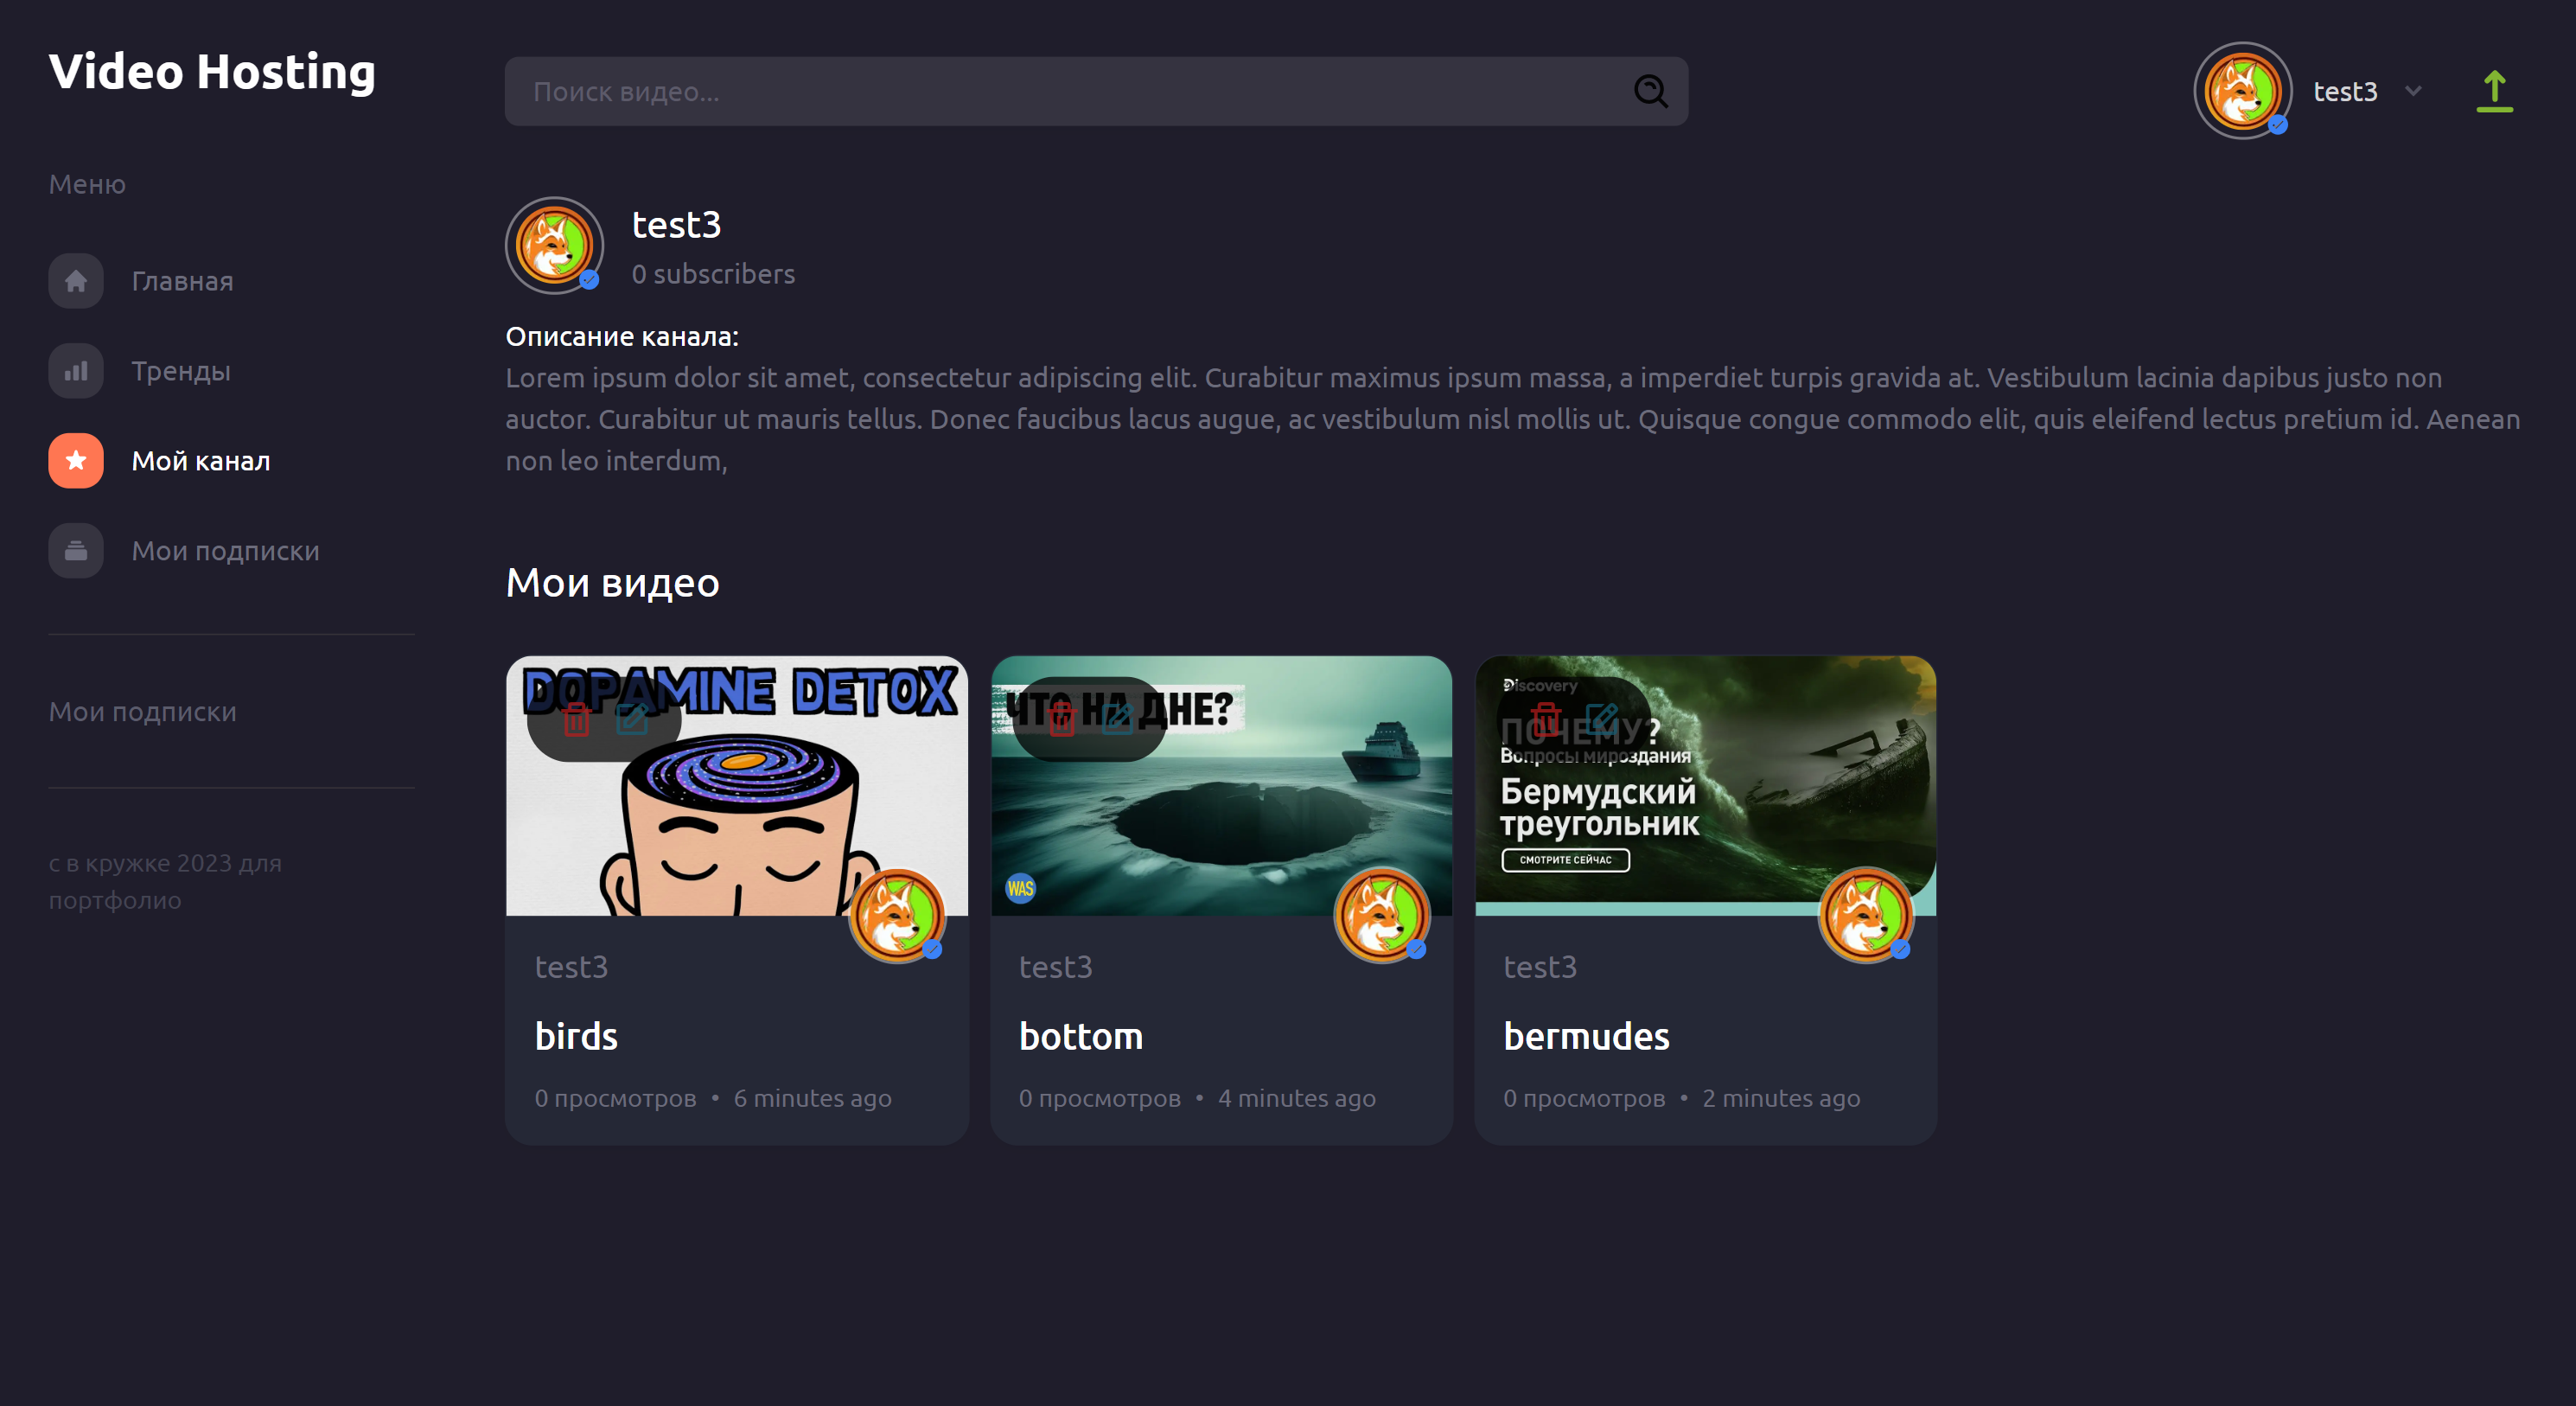 Video Hosting
Поиск видео...
test3
Меню
Главная
Тренды
Мой канал
Мои подписки
Мои подписки
с в кружке 2023 для
портфолио
test3
0 subscribers
Описание канала:
Lorem ipsum dolor sit amet, consectetur adipiscing elit. Curabitur maximus ipsum massa, a imperdiet turpis gravida at. Vestibulum lacinia dapibus justo non
auctor. Curabitur ut mauris tellus. Donec faucibus lacus augue, ac vestibulum nisl mollis ut. Quisque congue commodo elit, quis eleifend lectus pretium id. Aenean
non leo interdum,
Мои видео
DOPAMINE DETOX
test3
birds
0 просмотров • 6 minutes ago
ЧТО НА ДНЕ?
WAS
test3
bottom
0 просмотров • 4 minutes ago
Discovery
ПОЧЕМУ?
Вопросы мироздания
Бермудский
треугольник
СМОТРИТЕ СЕЙЧАС
test3
bermudes
0 просмотров • 2 minutes ago